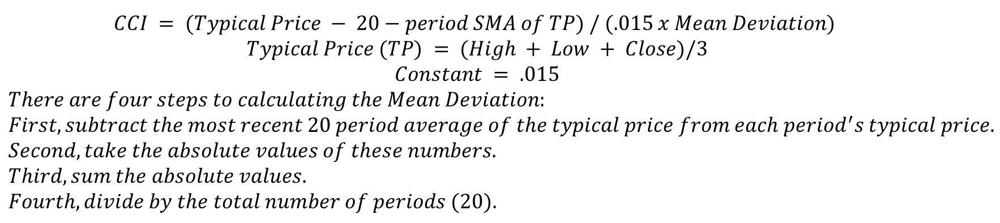 CCI = (Typical Price − 20 − period SMA of TP) / (.015 x Mean Deviation)
Typical Price (TP) = (High + Low + Close)/3
Constant = .015
There are four steps to calculating the Mean Deviation:
First, subtract the most recent 20 period average of the typical price from each period's typical price.
Second, take the absolute values of these numbers.
Third, sum the absolute values.
Fourth, divide by the total number of periods (20).